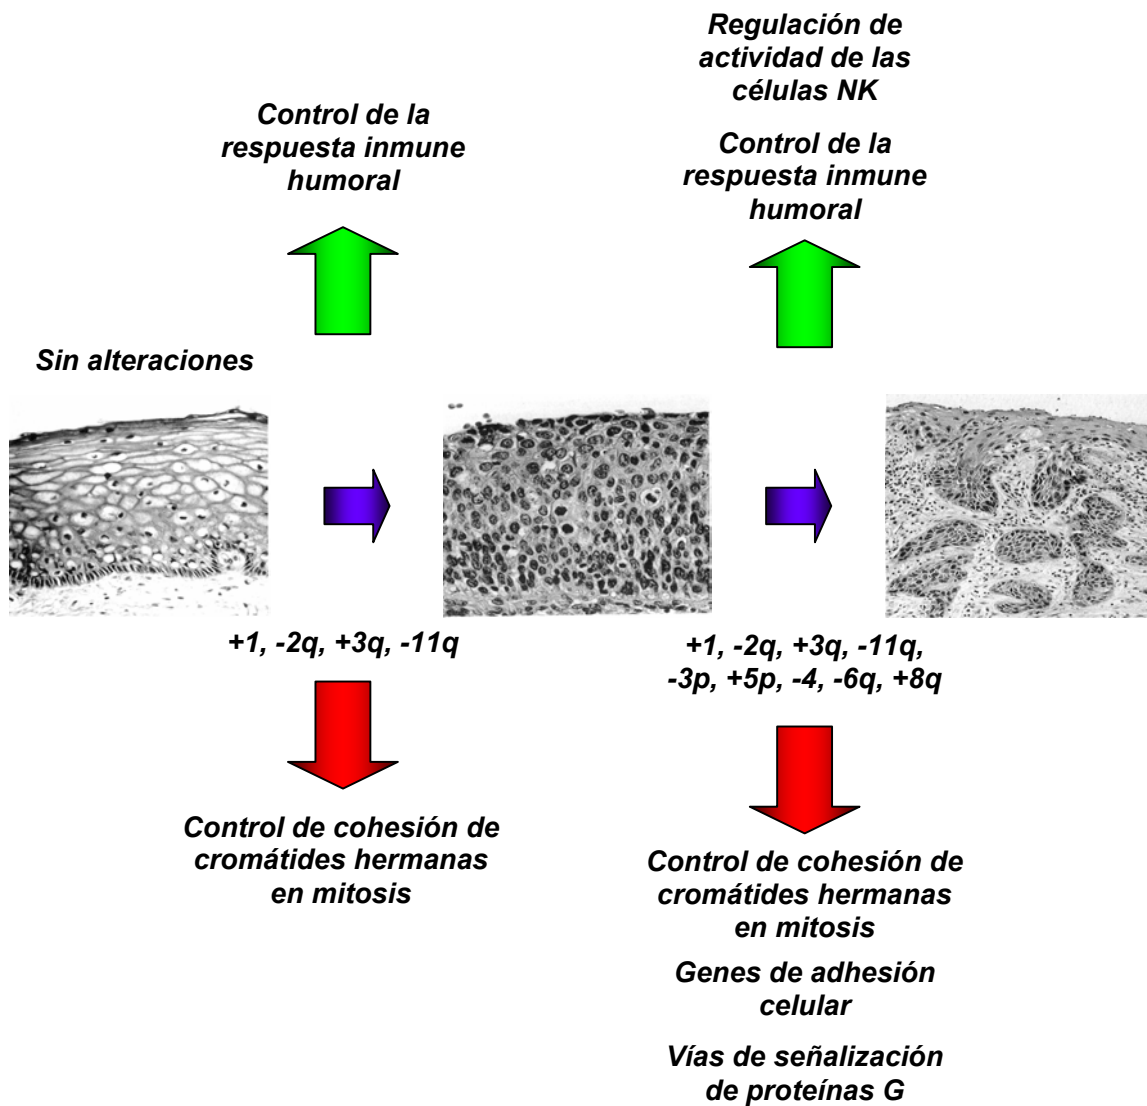 Regulación de
actividad de las
células NK
Control de la
respuesta inmune
humoral
Control de la
respuesta inmune
humoral
Sin alteraciones
+1, -2q, +3q, -11q
+1, -2q, +3q, -11q,
-3p, +5p, -4, -6q, +8q
Control de cohesión de
cromátides hermanas
en mitosis
Control de cohesión de
cromátides hermanas
en mitosis
Genes de adhesión
celular
Vías de señalización
de proteínas G